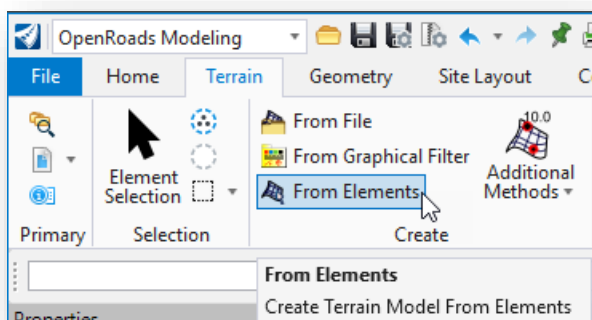 OpenRoads Modeling
File Home Terrain Geometry Site Layout
From File
10.0
From Graphical Filter
Element Selection
From Elements
Additional Methods
Primary Selection Create
From Elements
Create Terrain Model From Elements
Properties